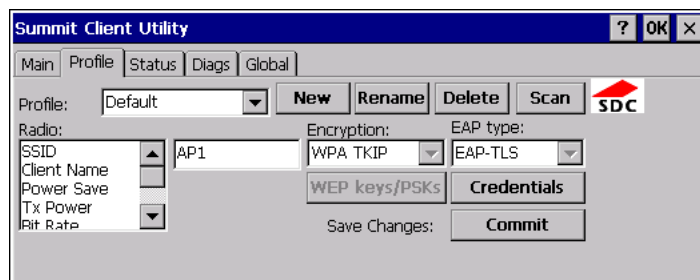 Summit Client Utility ? OK ×
Main Profile Status Diags Global
Profile: Default New Rename Delete Scan SDC
Radio: Encryption: EAP type:
SSID AP1 WPA TKIP EAP-TLS
Client Name
Power Save WEP keys/PSKs Credentials
Tx Power
Bit Rate Save Changes: Commit